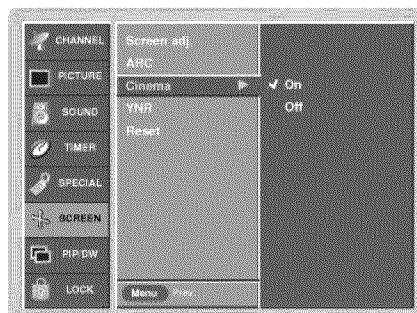 CHANNEL
PICTURE
SOUND
TIMER
SPECIAL
SCREEN
PIP/DW
LOCK
Screen adj.
ARC
Cinema
YNR
Reset
Menu Prev.
On
Off